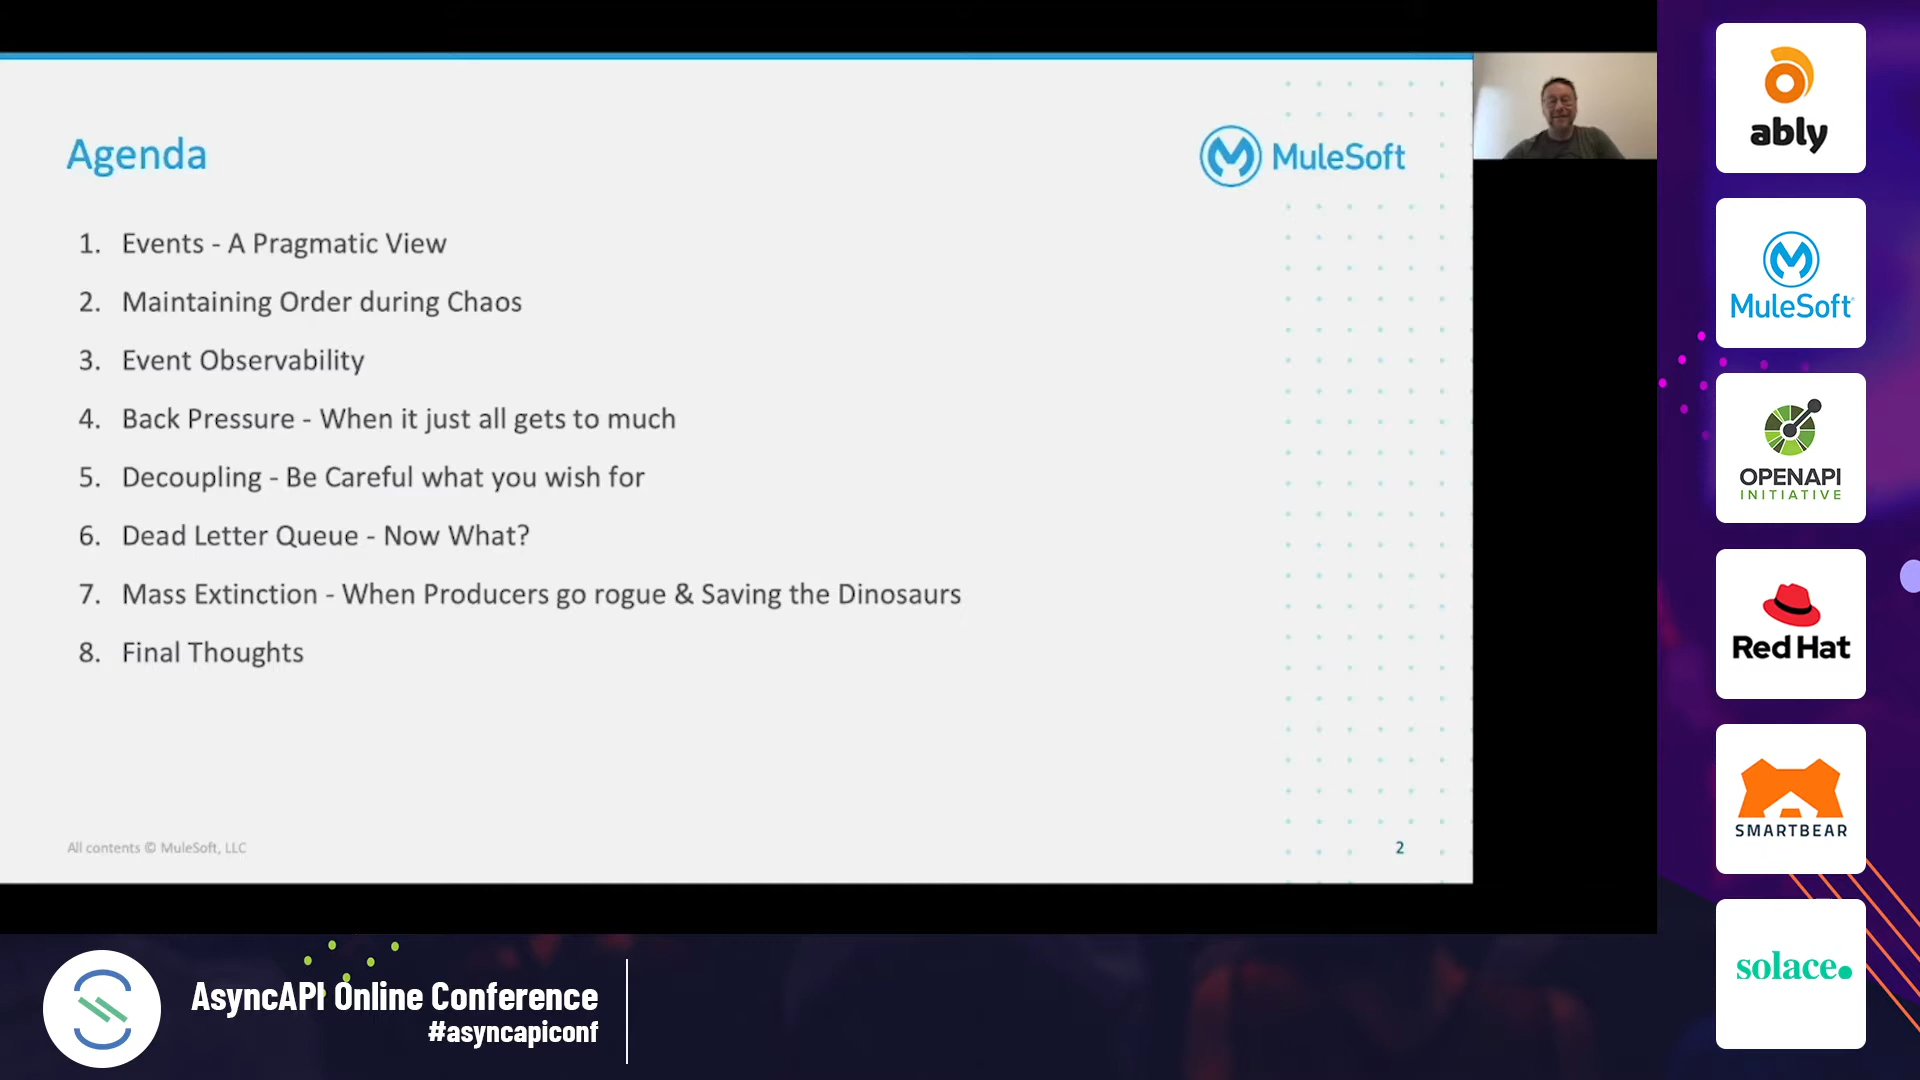 Agenda
MuleSoft
1. Events - A Pragmatic View
2. Maintaining Order during Chaos
3. Event Observability
4. Back Pressure - When it just all gets to much
5. Decoupling - Be Careful what you wish for
6. Dead Letter Queue - Now What?
7. Mass Extinction - When Producers go rogue & Saving the Dinosaurs
8. Final Thoughts
All contents © MuleSoft, LLC
2
ably
MuleSoft
OPENAPI
INITIATIVE
Red Hat
SMARTBEAR
solace.
AsyncAPI Online Conference
#asyncapiconf